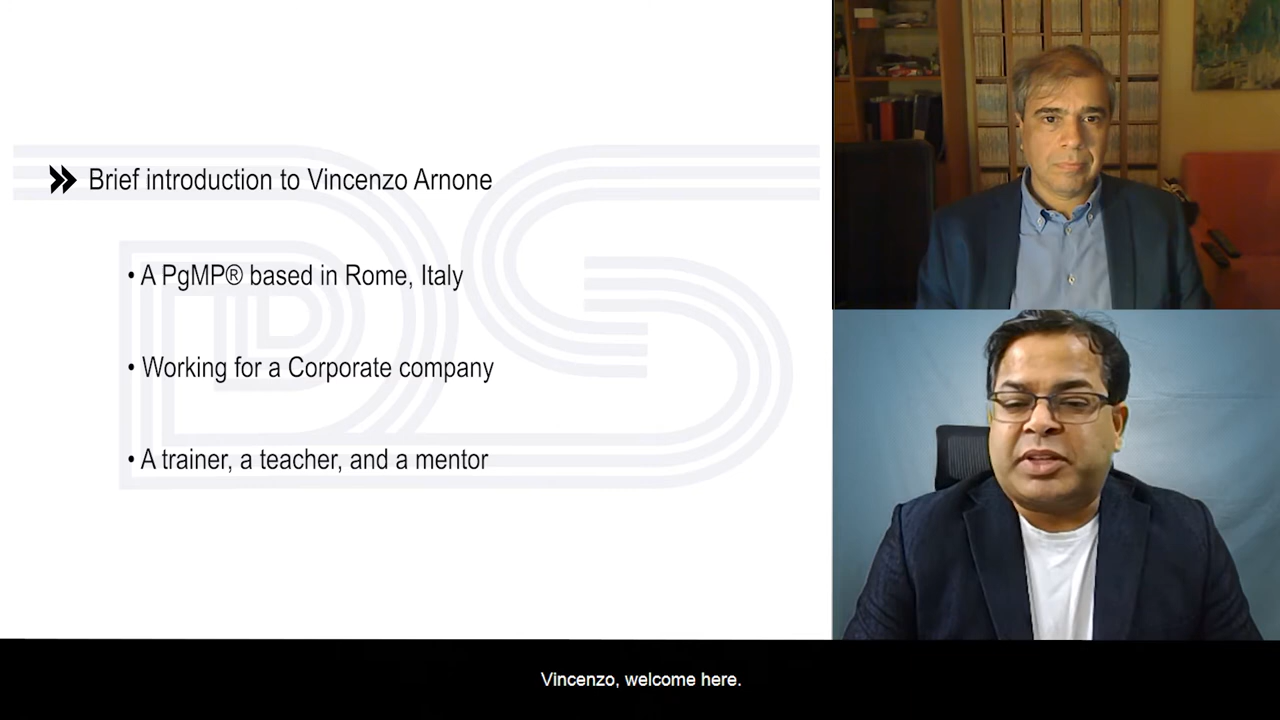 Brief introduction to Vincenzo Arnone
• A PgMP® based in Rome, Italy
• Working for a Corporate company
• A trainer, a teacher, and a mentor
Vincenzo, welcome here.